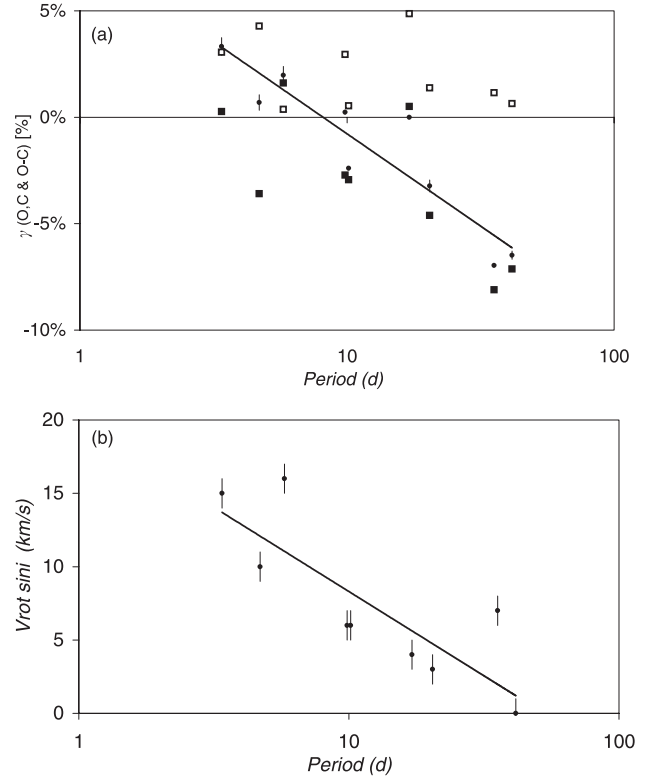 (a)
5%
0%
-5%
-10%
γ (O,C & O-C) [%]
1
10
100
Period (d)
(b)
20
15
10
5
0
Vrot sini (km/s)
1
10
100
Period (d)